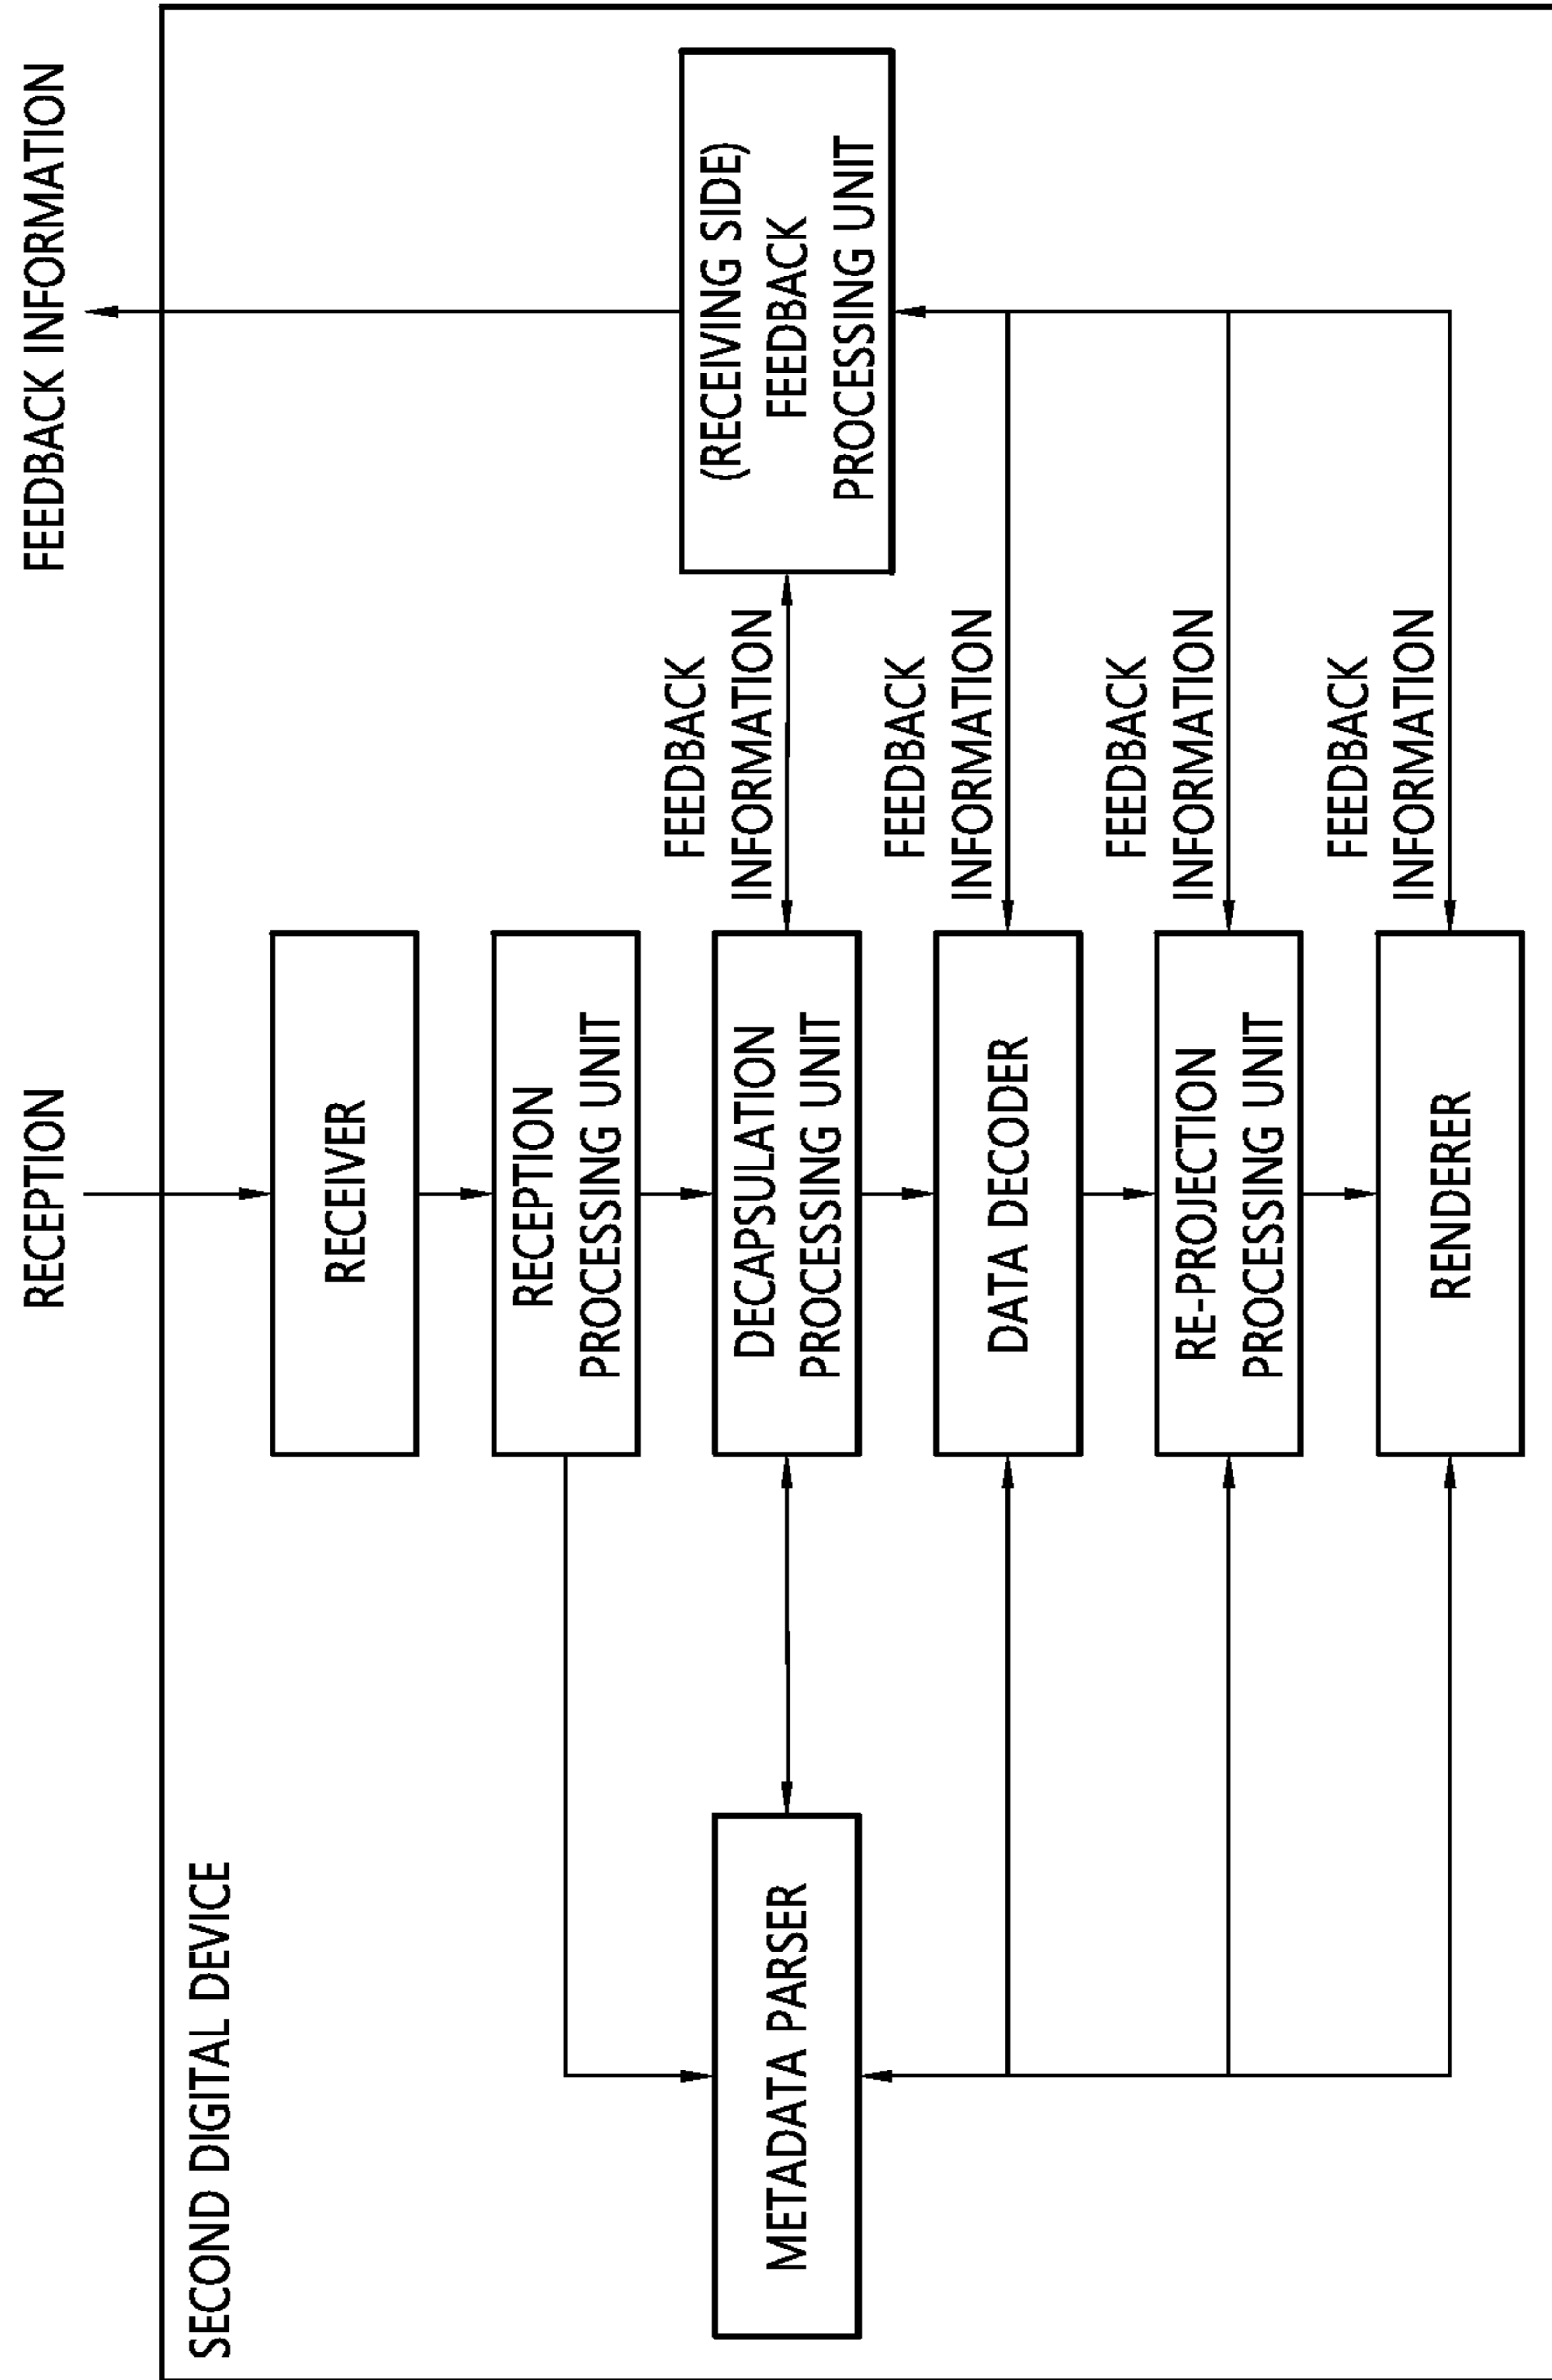 RECEPTION
FEEDBACK INFORMATION
SECOND DIGITAL DEVICE
RECEIVER
RECEPTION
PROCESSING UNIT
METADATA PARSER
DECAPSULATION
PROCESSING UNIT
FEEDBACK
INFORMATION
(RECEIVING SIDE)
FEEDBACK
PROCESSING UNIT
DATA DECODER
FEEDBACK
INFORMATION
RE-PROJECTION
PROCESSING UNIT
FEEDBACK
INFORMATION
RENDERER
FEEDBACK
INFORMATION